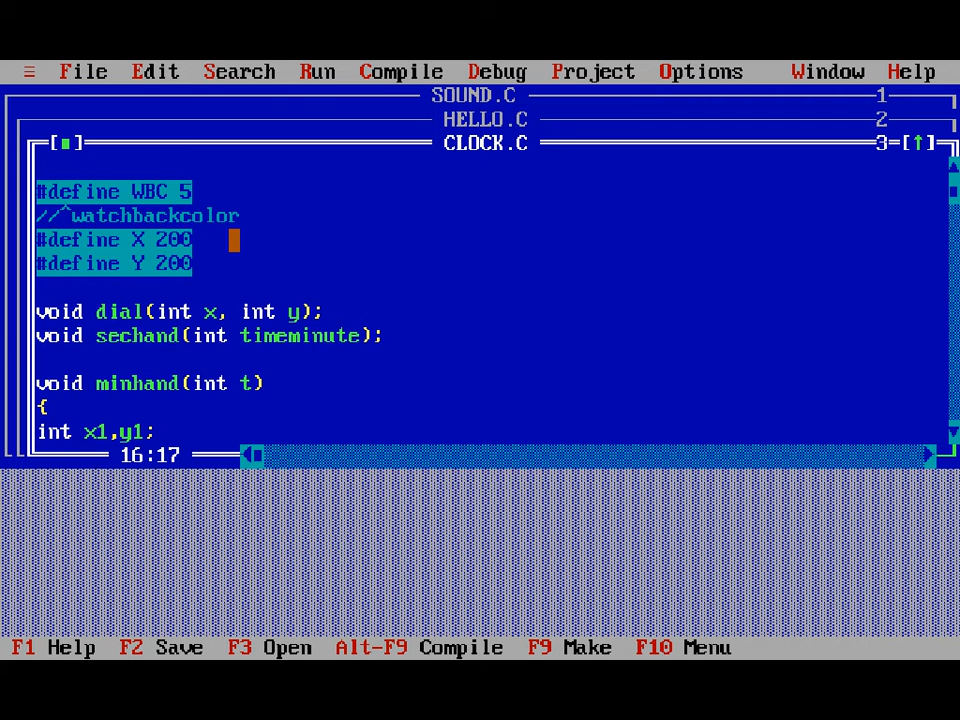 ≡ File Edit Search Run Compile Debug Project Options Window Help
SOUND.C 1
HELLO.C 2
[■] CLOCK.C 3=[↑]
#define WBC 5
//^watchbackcolor
#define X 200
#define Y 200
void dial(int x, int y);
void sechand(int timeminute);
void minhand(int t)
{
int x1,y1;
16:17
F1 Help F2 Save F3 Open Alt-F9 Compile F9 Make F10 Menu